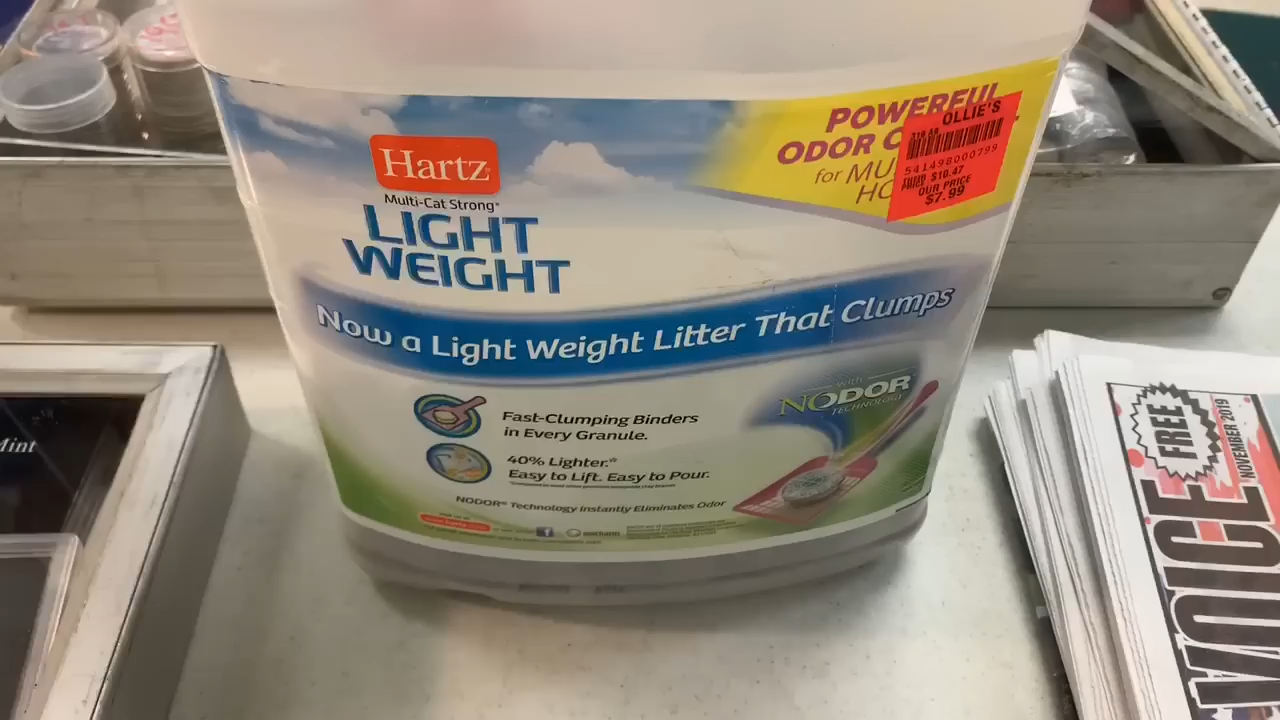 Hartz
Multi-Cat Strong
LIGHT
WEIGHT
POWERFUL
ODOR
for
OLLIE'S
541498000799
$10.47
OUR PRICE
$7.99
Now a Light Weight Litter That Clumps
with
NODOR
TECHNOLOGY
Fast-Clumping Binders
in Every Granule.
40% Lighter.*
Easy to Lift. Easy to Pour.
NODOR® Technology Instantly Eliminates Odor
Mint
FREE
NOVEMBER 2019
VOICE